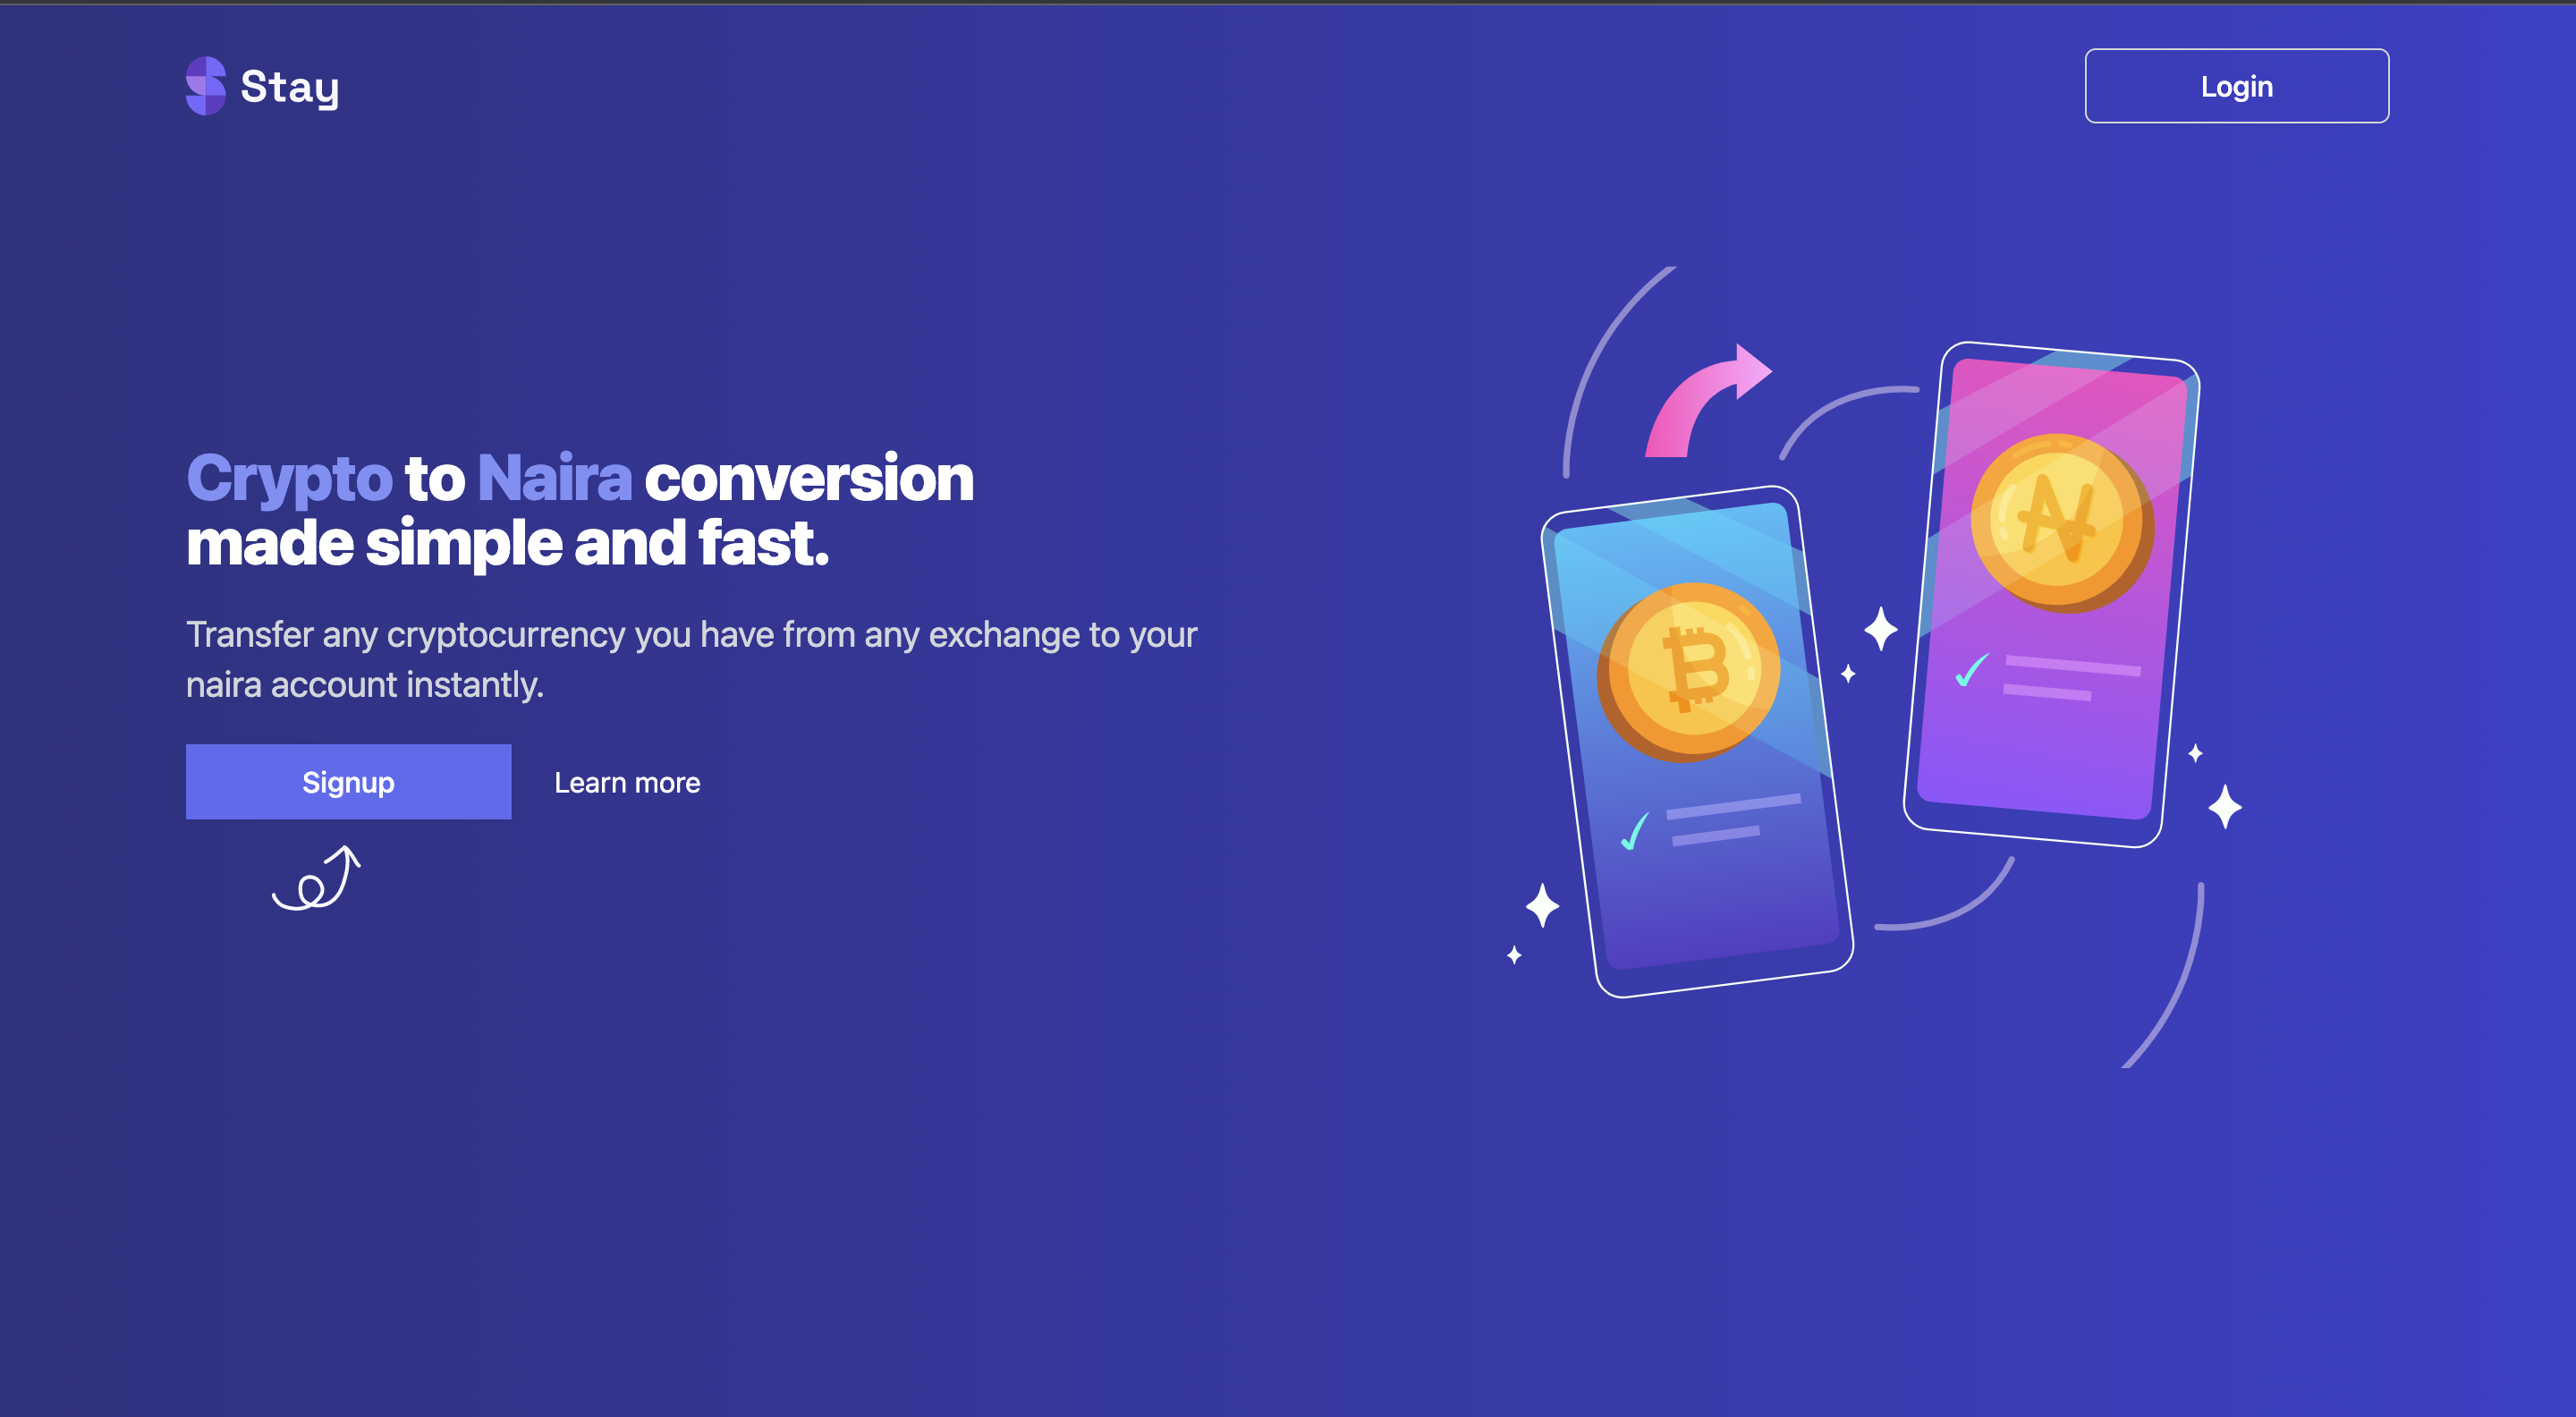 Stay
Login
Crypto to Naira conversion
made simple and fast.
Transfer any cryptocurrency you have from any exchange to your
naira account instantly.
Signup
Learn more